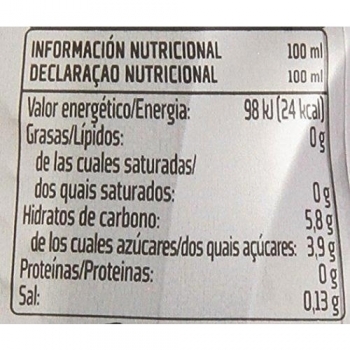 INFORMACIÓN NUTRICIONAL 100 ml
DECLARAÇAO NUTRICIONAL 100 ml
Valor energético/Energia: 98 kJ (24 kcal)
Grasas/Lípidos: 0 g
de las cuales saturadas/
dos quais saturados: 0 g
Hidratos de carbono: 5,8 g
de los cuales azúcares/dos quais açúcares: 3,9 g
Proteínas/Proteinas: 0 g
Sal: 0,13 g